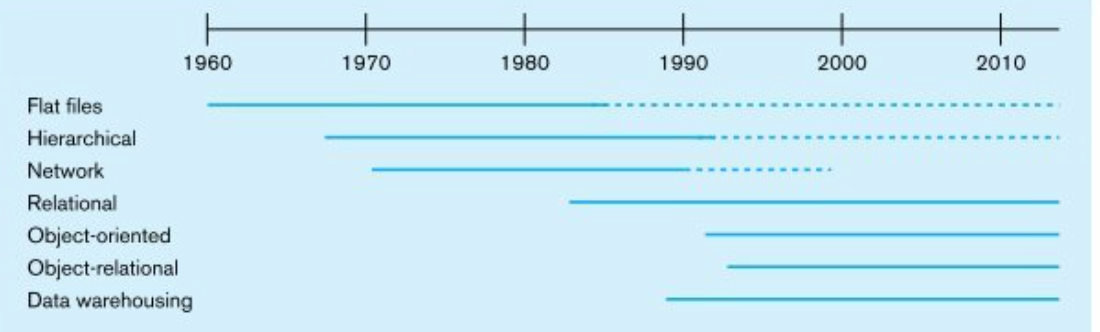 1960 1970 1980 1990 2000 2010
Flat files
Hierarchical
Network
Relational
Object-oriented
Object-relational
Data warehousing